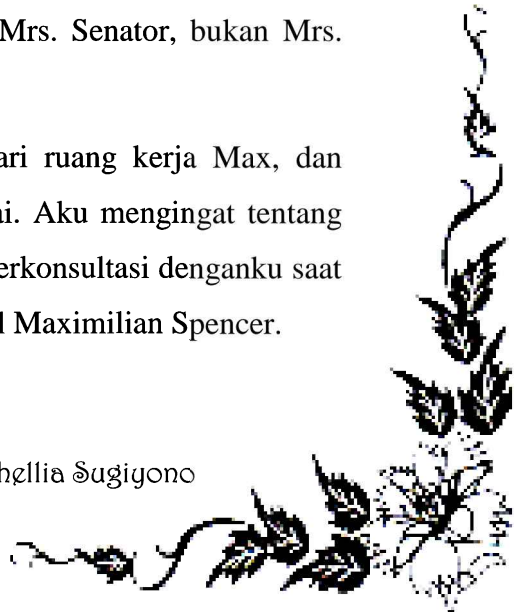 Mrs. Senator, bukan Mrs.
ari ruang kerja Max, dan
ai. Aku mengingat tentang
erkonsultasi denganku saat
l Maximilian Spencer.
hellia Sugiyono